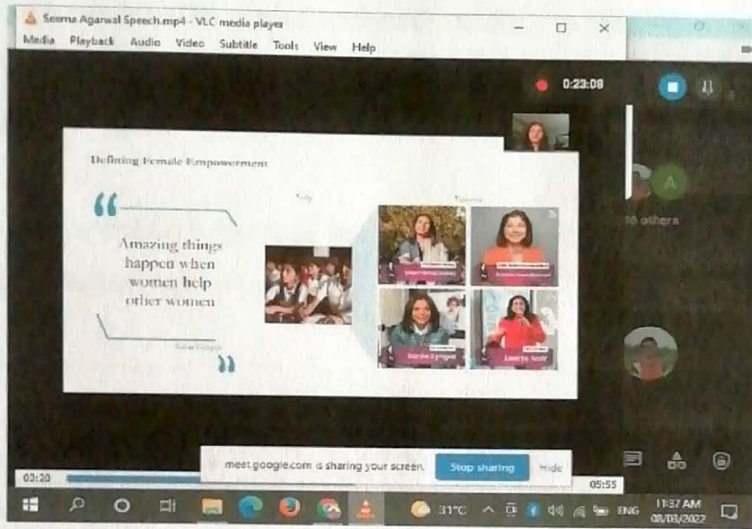 Seema Agarwal Speech.mp4 - VLC media player
Media Playback Audio Video Subtitle Tools View Help
0:23:08
Defining Female Empowerment
“
Amazing things
happen when
women help
other women
”
A
others
meet.google.com is sharing your screen.
Stop sharing
Hide
03:20
05:55
31°C
ENG
11:37 AM
08/03/2022